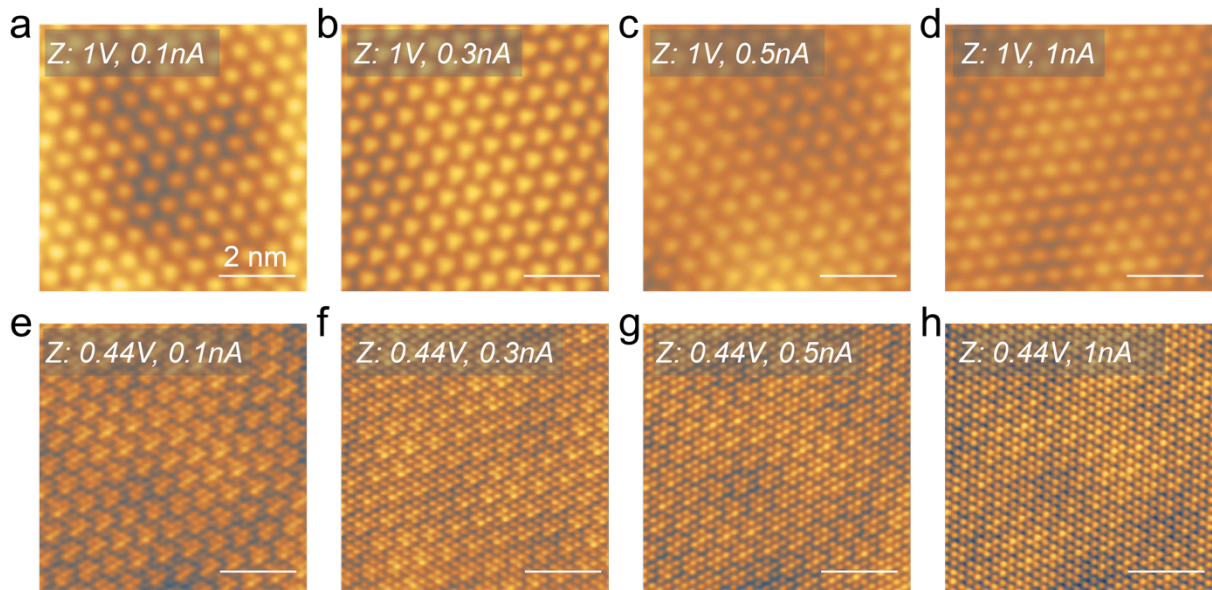 a
Z: 1V, 0.1nA
2 nm
b
Z: 1V, 0.3nA
c
Z: 1V, 0.5nA
d
Z: 1V, 1nA
e
Z: 0.44V, 0.1nA
f
Z: 0.44V, 0.3nA
g
Z: 0.44V, 0.5nA
h
Z: 0.44V, 1nA